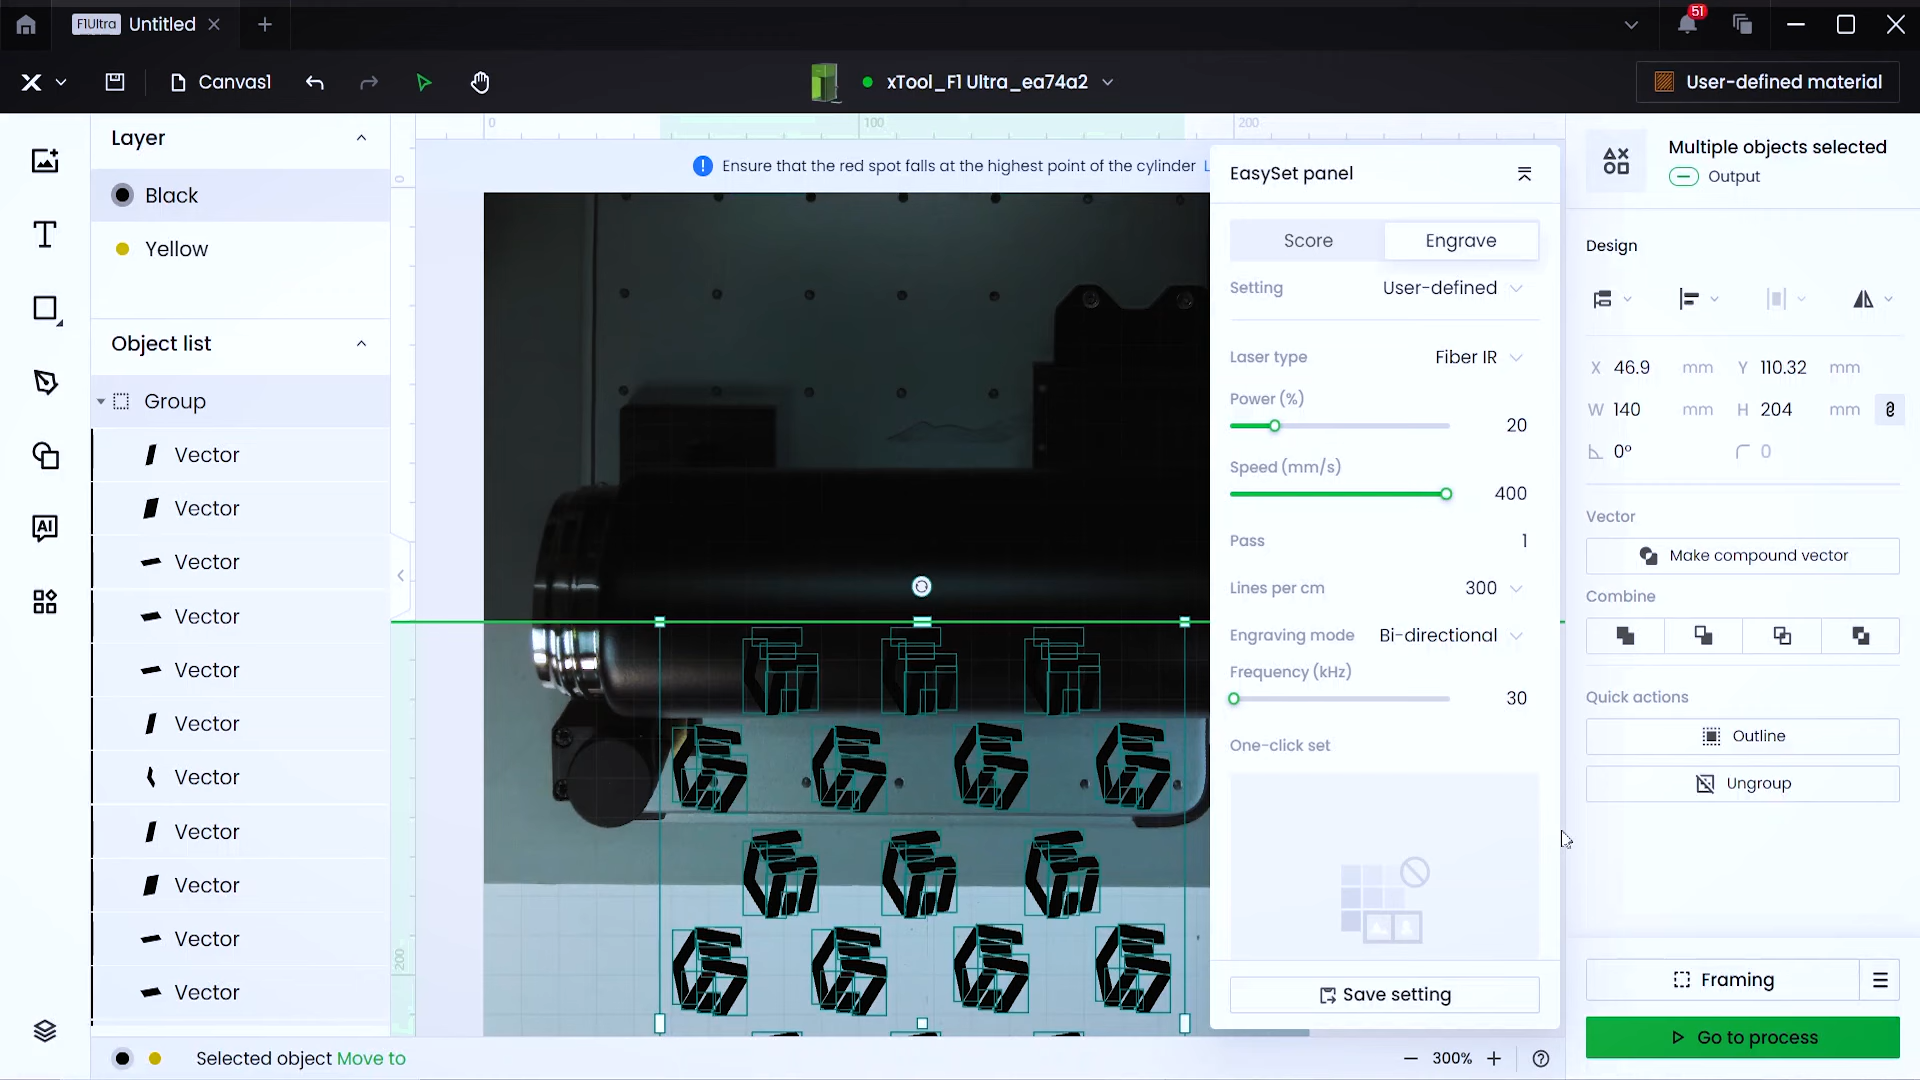 F1Ultra Untitled
51
Canvas1
xTool_F1 Ultra_ea74a2
User-defined material
Layer
Black
Yellow
Object list
Group
Vector
Vector
Vector
Vector
Vector
Vector
Vector
Vector
Vector
Vector
Vector
0
100
200
0
200
Ensure that the red spot falls at the highest point of the cylinder L
EasySet panel
Score
Engrave
Setting
User-defined
Laser type
Fiber IR
Power (%)
20
Speed (mm/s)
400
Pass
1
Lines per cm
300
Engraving mode
Bi-directional
Frequency (kHz)
30
One-click set
Save setting
Multiple objects selected
Output
Design
X 46.9 mm Y 110.32 mm
W 140 mm H 204 mm
0° 0
Vector
Make compound vector
Combine
Quick actions
Outline
Ungroup
Framing
Go to process
Selected object Move to
300%
AI